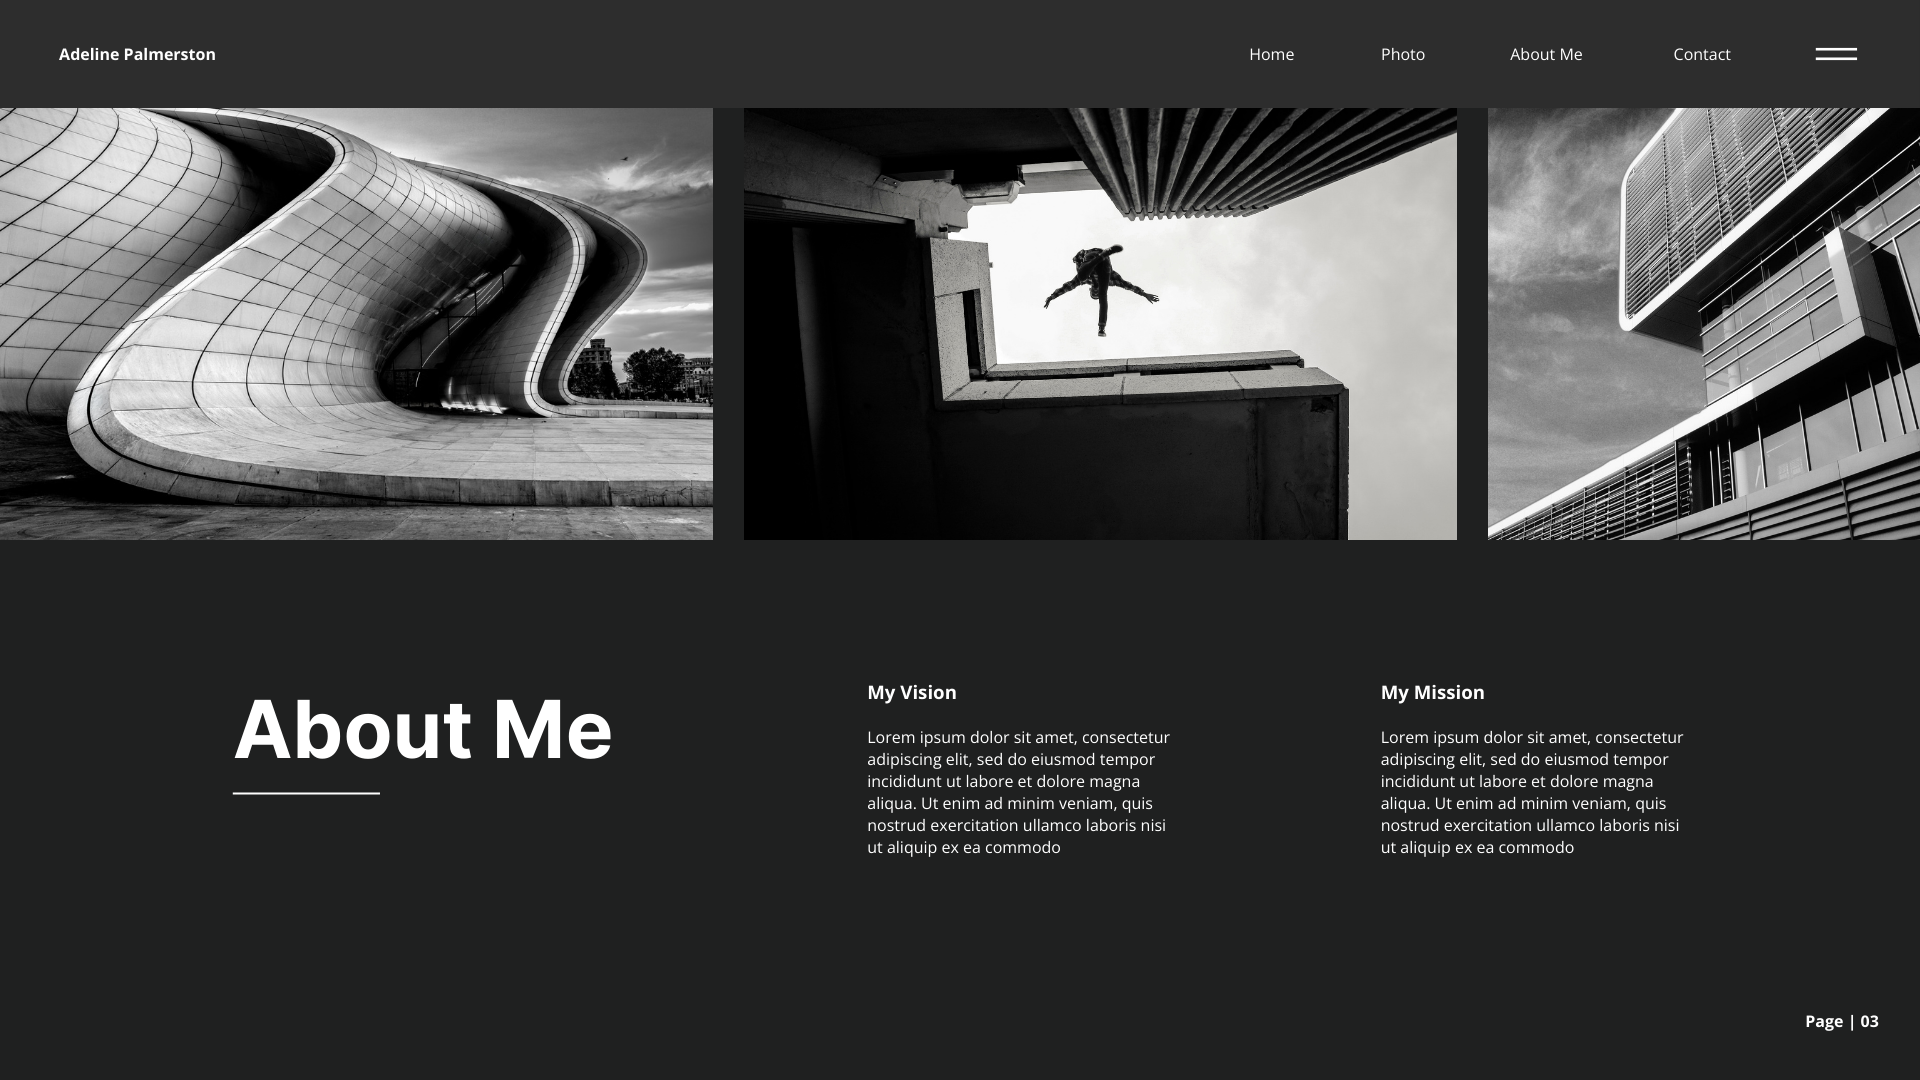 Adeline Palmerston
Home
Photo
About Me
Contact
About Me
My Vision
Lorem ipsum dolor sit amet, consectetur
adipiscing elit, sed do eiusmod tempor
incididunt ut labore et dolore magna
aliqua. Ut enim ad minim veniam, quis
nostrud exercitation ullamco laboris nisi
ut aliquip ex ea commodo
My Mission
Lorem ipsum dolor sit amet, consectetur
adipiscing elit, sed do eiusmod tempor
incididunt ut labore et dolore magna
aliqua. Ut enim ad minim veniam, quis
nostrud exercitation ullamco laboris nisi
ut aliquip ex ea commodo
Page | 03